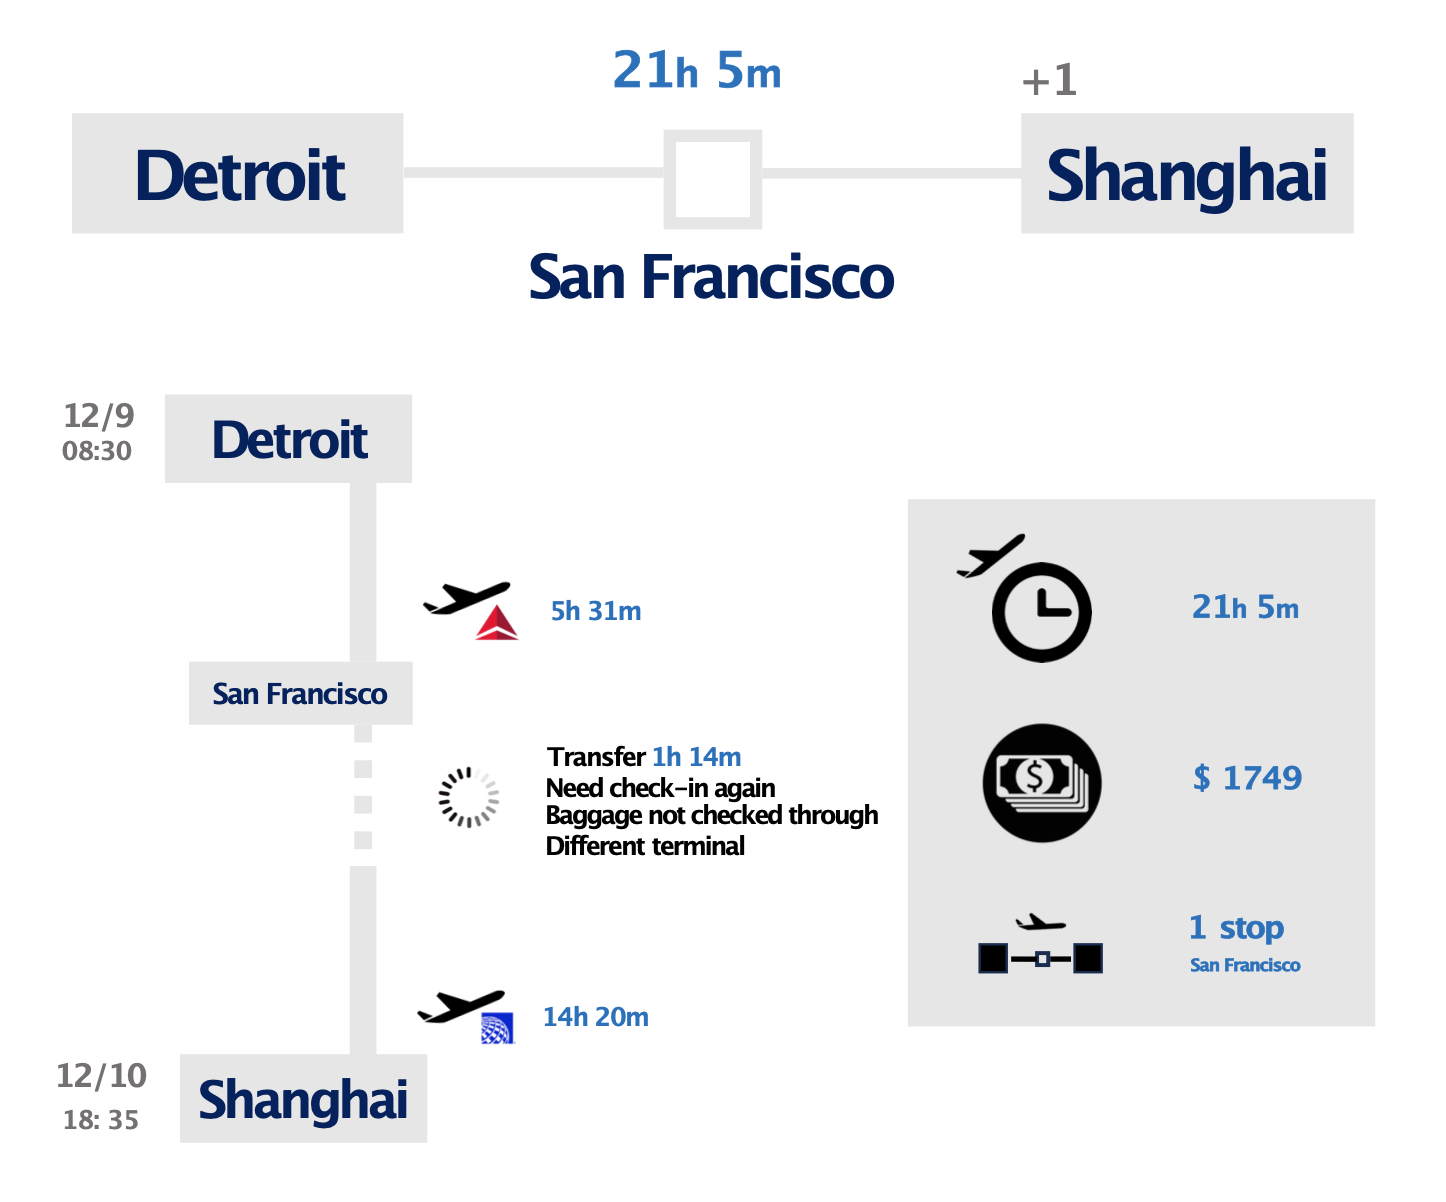 21h 5m
+1
Detroit
Shanghai
San Francisco
12/9
08:30
Detroit
5h 31m
San Francisco
Transfer 1h 14m
Need check-in again
Baggage not checked through
Different terminal
14h 20m
12/10
18: 35
Shanghai
21h 5m
$
$ 1749
1 stop
San Francisco